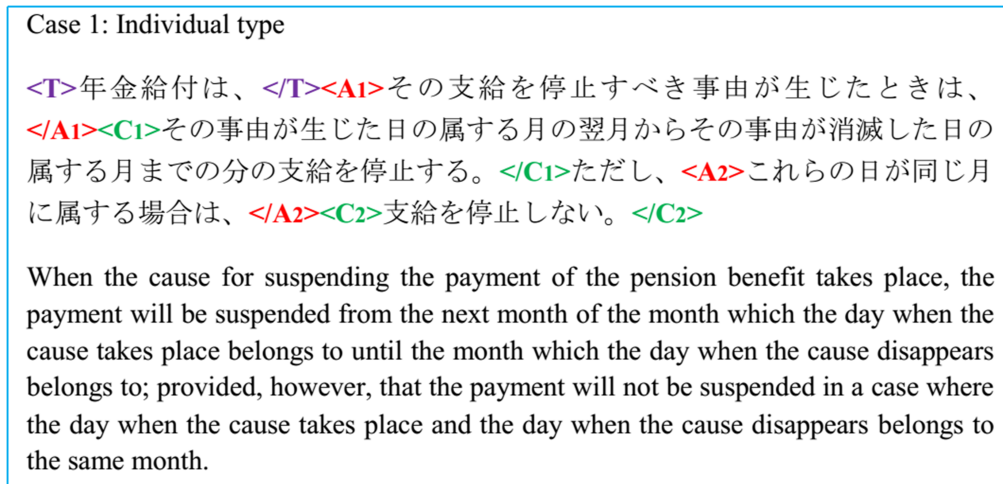 Case 1: Individual type
<T>年金給付は、</T><A1>その支給を停止すべき事由が生じたときは、
</A1><C1>その事由が生じた日の属する月の翌月からその事由が消滅した日の
属する月までの分の支給を停止する。</C1>ただし、<A2>これらの日が同じ月
に属する場合は、</A2><C2>支給を停止しない。</C2>
When the cause for suspending the payment of the pension benefit takes place, the
payment will be suspended from the next month of the month which the day when the
cause takes place belongs to until the month which the day when the cause disappears
belongs to; provided, however, that the payment will not be suspended in a case where
the day when the cause takes place and the day when the cause disappears belongs to
the same month.